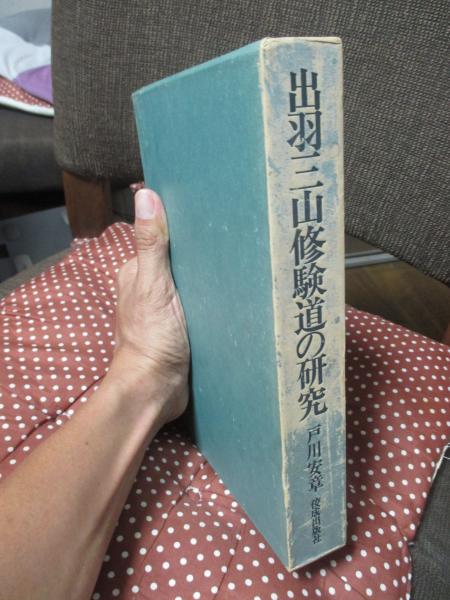 出羽三山修験道の研究
戸川安章
佼成出版社